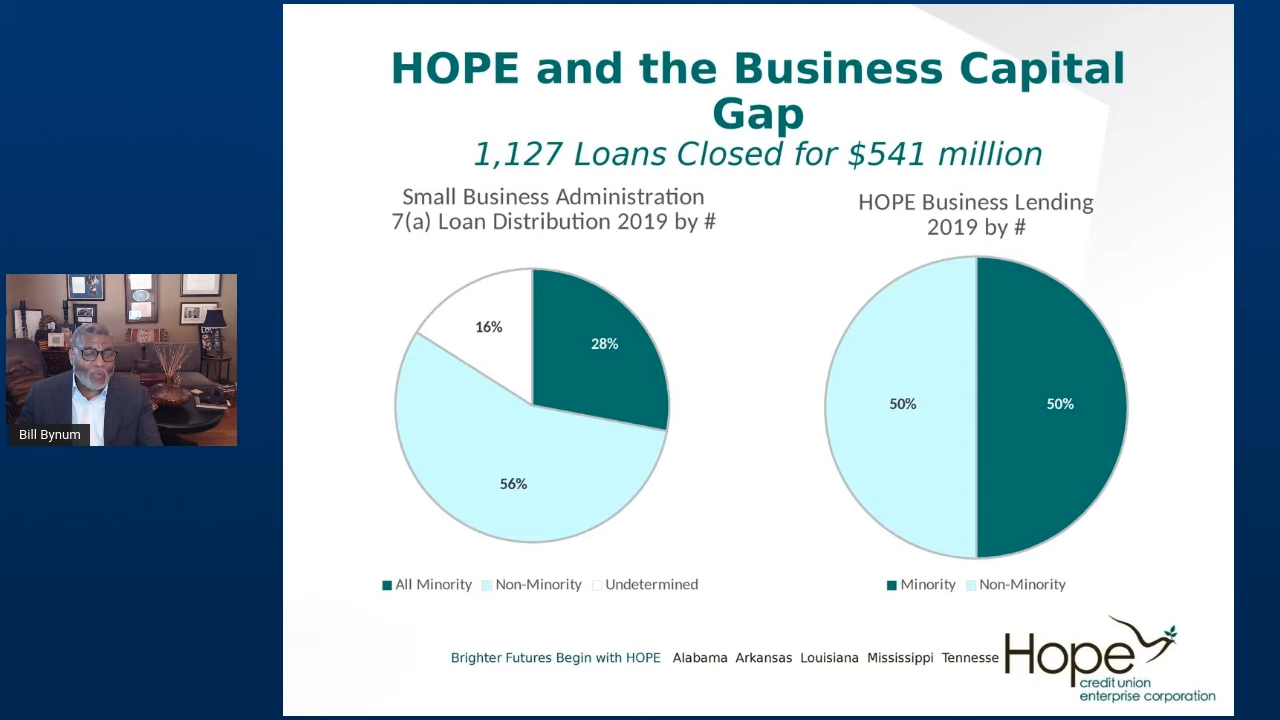 HOPE and the Business Capital
Gap
1,127 Loans Closed for $541 million
Small Business Administration
7(a) Loan Distribution 2019 by #
16%
28%
56%
All Minority Non-Minority Undetermined
HOPE Business Lending
2019 by #
50%
50%
Minority Non-Minority
Bill Bynum
Brighter Futures Begin with HOPE Alabama Arkansas Louisiana Mississippi Tennesse
Hope
credit union
enterprise corporation